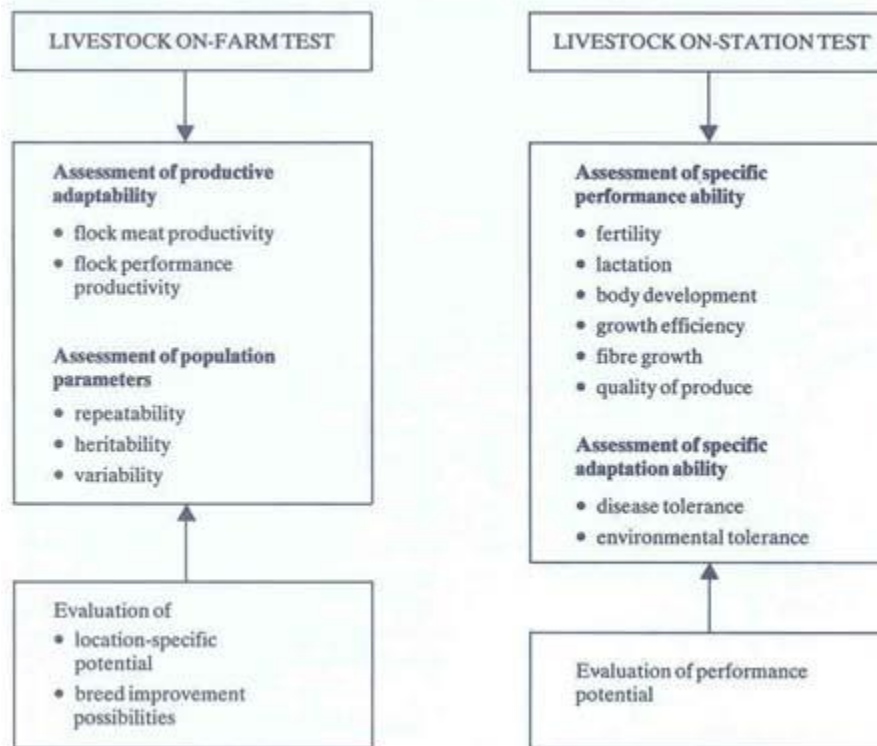 LIVESTOCK ON-FARM TEST
Assessment of productive
adaptability
• flock meat productivity
• flock performance
productivity
Assessment of population
parameters
• repeatability
• heritability
• variability
Evaluation of
• location-specific
potential
• breed improvement
possibilities
LIVESTOCK ON-STATION TEST
Assessment of specific
performance ability
• fertility
• lactation
• body development
• growth efficiency
• fibre growth
• quality of produce
Assessment of specific
adaptation ability
• disease tolerance
• environmental tolerance
Evaluation of performance
potential